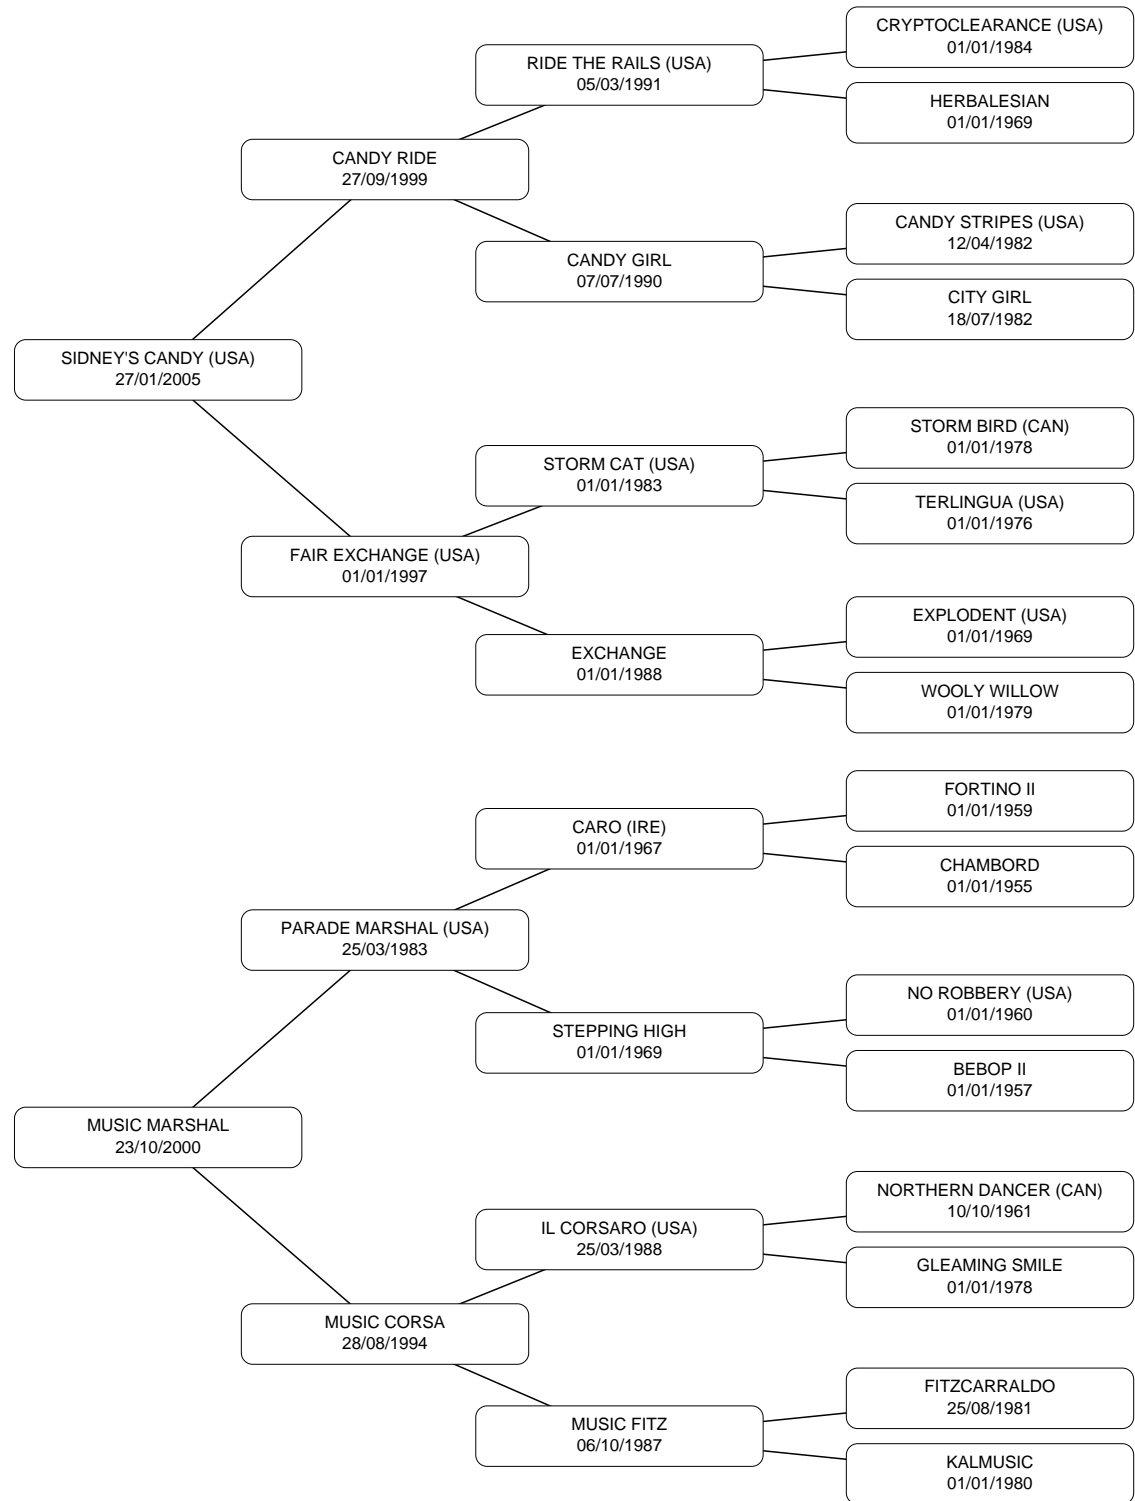 CRYPTOCLEARANCE (USA)
01/01/1984
RIDE THE RAILS (USA)
05/03/1991
HERBALESIAN
01/01/1969
CANDY RIDE
27/09/1999
CANDY STRIPES (USA)
12/04/1982
CANDY GIRL
07/07/1990
CITY GIRL
18/07/1982
SIDNEY'S CANDY (USA)
27/01/2005
STORM BIRD (CAN)
01/01/1978
STORM CAT (USA)
01/01/1983
TERLINGUA (USA)
01/01/1976
FAIR EXCHANGE (USA)
01/01/1997
EXPLODENT (USA)
01/01/1969
EXCHANGE
01/01/1988
WOOLY WILLOW
01/01/1979
FORTINO II
01/01/1959
CARO (IRE)
01/01/1967
CHAMBORD
01/01/1955
PARADE MARSHAL (USA)
25/03/1983
NO ROBBERY (USA)
01/01/1960
STEPPING HIGH
01/01/1969
BEBOP II
01/01/1957
MUSIC MARSHAL
23/10/2000
NORTHERN DANCER (CAN)
10/10/1961
IL CORSARO (USA)
25/03/1988
GLEAMING SMILE
01/01/1978
MUSIC CORSA
28/08/1994
FITZCARRALDO
25/08/1981
MUSIC FITZ
06/10/1987
KALMUSIC
01/01/1980